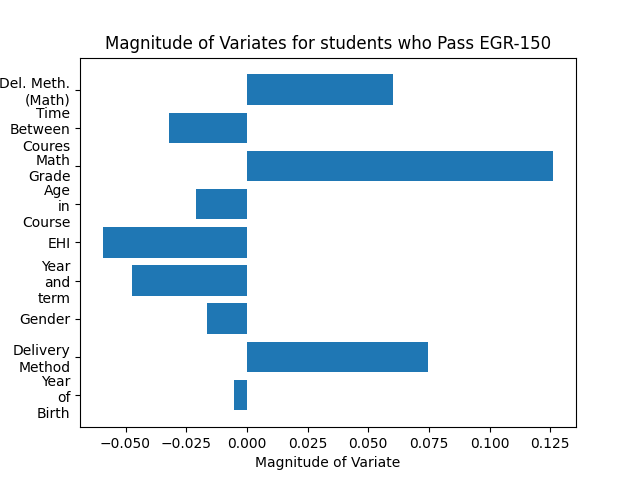 Magnitude of Variates for students who Pass EGR-150
Del. Meth.
(Math)
Time
Between
Coures
Math
Grade
Age
in
Course
EHI
Year
and
term
Gender
Delivery
Method
Year
of
Birth
−0.050 −0.025 0.000 0.025 0.050 0.075 0.100 0.125
Magnitude of Variate